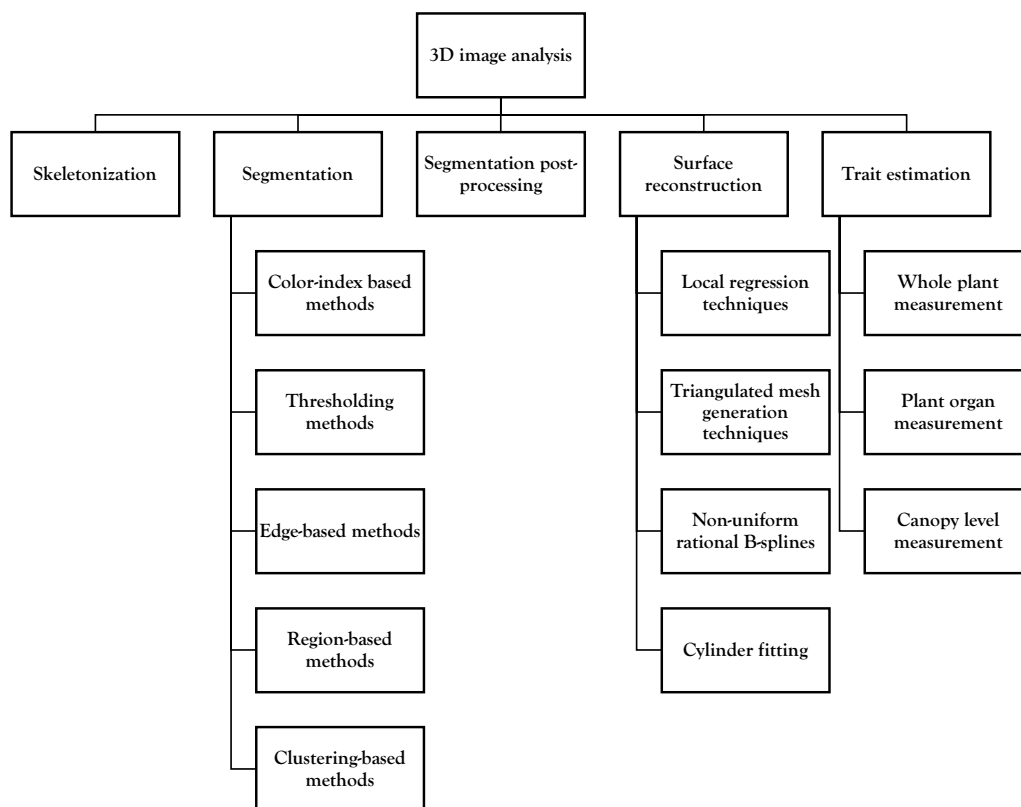 3D image analysis
Skeletonization
Segmentation
Segmentation post-
processing
Surface
reconstruction
Trait estimation
Color-index based
methods
Thresholding
methods
Edge-based methods
Region-based
methods
Clustering-based
methods
Local regression
techniques
Triangulated mesh
generation
techniques
Non-uniform
rational B-splines
Cylinder fitting
Whole plant
measurement
Plant organ
measurement
Canopy level
measurement